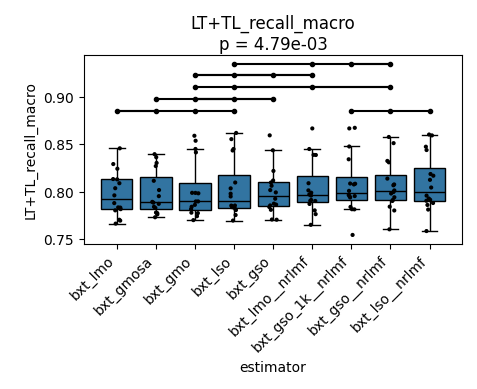 LT+TL_recall_macro
p = 4.79e-03
LT+TL_recall_macro
0.90
0.85
0.80
0.75
bxt_lmo
bxt_gmosa
bxt_gmo
bxt_lso
bxt_gso
bxt_lmo__nrlmf
bxt_gso_1k__nrlmf
bxt_gso__nrlmf
bxt_lso__nrlmf
estimator